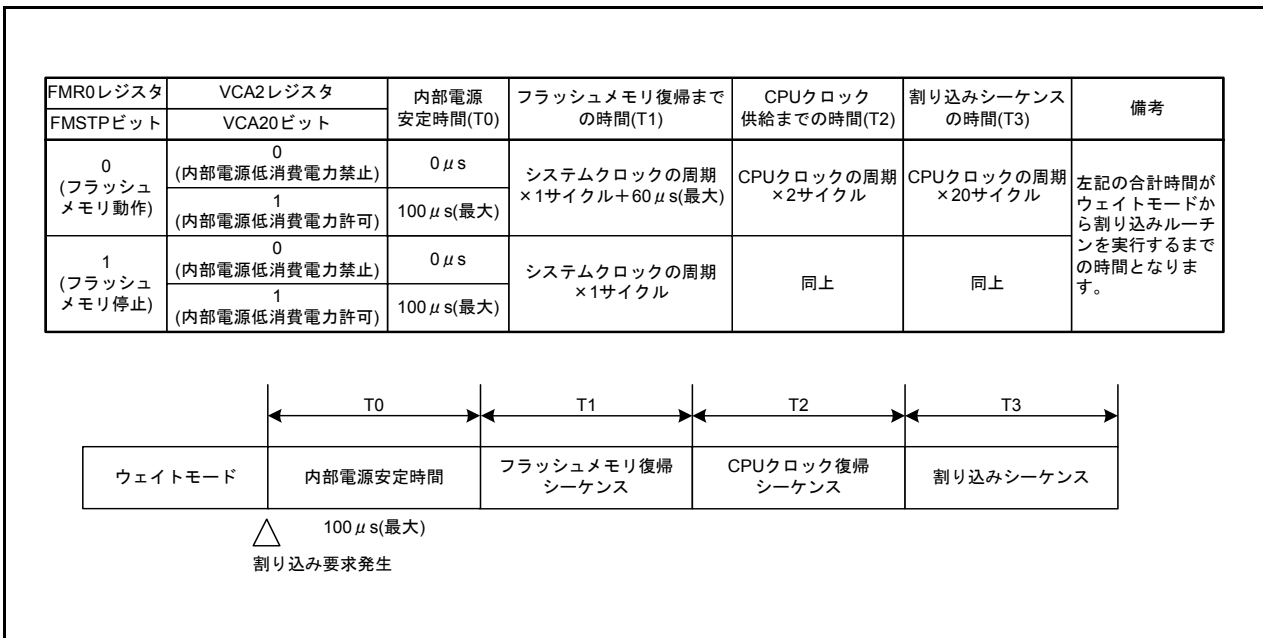 FMR0レジスタ
FMSTPビット
VCA2レジスタ
VCA20ビット
内部電源
安定時間(T0)
フラッシュメモリ復帰まで
の時間(T1)
CPUクロック
供給までの時間(T2)
割り込みシーケンス
の時間(T3)
備考
0
(フラッシュ
メモリ動作)
0
(内部電源低消費電力禁止)
0μs
1
(内部電源低消費電力許可)
100μs(最大)
システムクロックの周期
×1サイクル+60μs(最大)
CPUクロックの周期
×2サイクル
CPUクロックの周期
×20サイクル
左記の合計時間が
ウェイトモードか
ら割り込みルーチ
ンを実行するまで
の時間となりま
す。
1
(フラッシュ
メモリ停止)
0
(内部電源低消費電力禁止)
0μs
1
(内部電源低消費電力許可)
100μs(最大)
システムクロックの周期
×1サイクル
同上
同上
T0
T1
T2
T3
ウェイトモード
内部電源安定時間
フラッシュメモリ復帰
シーケンス
CPUクロック復帰
シーケンス
割り込みシーケンス
100μs(最大)
割り込み要求発生